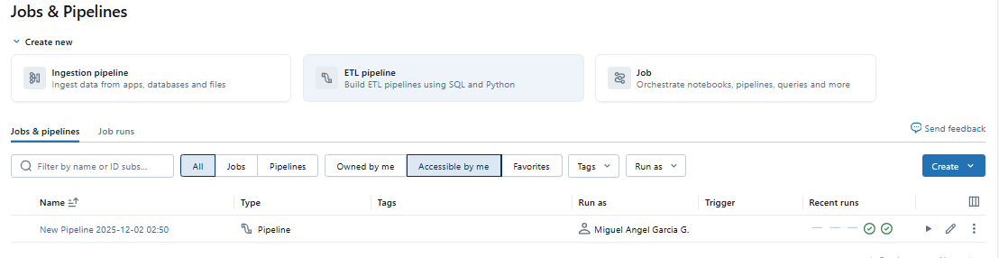 Jobs & Pipelines
Create new
Ingestion pipeline
Ingest data from apps, databases and files
ETL pipeline
Build ETL pipelines using SQL and Python
Job
Orchestrate notebooks, pipelines, queries and more
Jobs & pipelines Job runs Send feedback
Filter by name or ID subs... All Jobs Pipelines Owned by me Accessible by me Favorites Tags Run as Create
Name Type Tags Run as Trigger Recent runs
New Pipeline 2025-12-02 02:50 Pipeline Miguel Angel Garcia G.